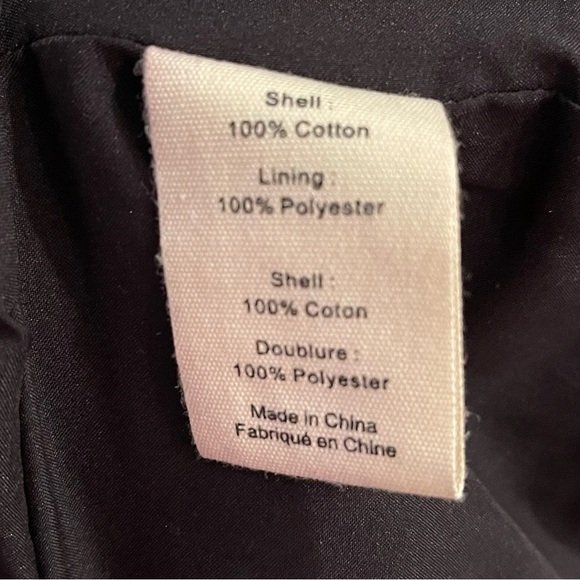 Shell :
100% Cotton
Lining :
100% Polyester
Shell :
100% Coton
Doublure :
100% Polyester
Made in China
Fabriqué en Chine